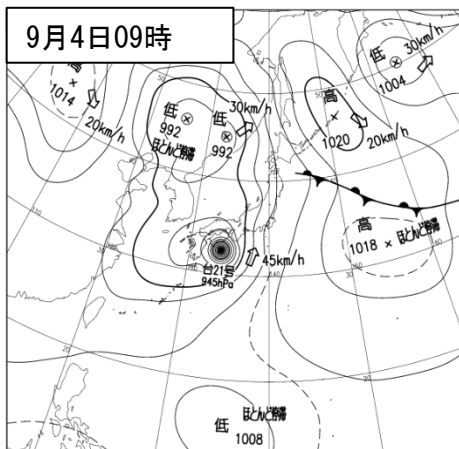 9月4日09時
高
1014
20km/h
低
992
ほとんど停滞
低
992
30km/h
高
1020
20km/h
低
1004
30km/h
高
1018
ほとんど停滞
台21号
945hPa
45km/h
低
1008
ほとんど停滞